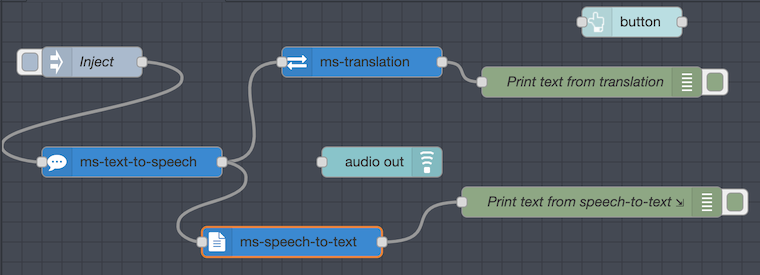 button
Inject
ms-translation
Print text from translation
ms-text-to-speech
audio out
Print text from speech-to-text ⇲
ms-speech-to-text